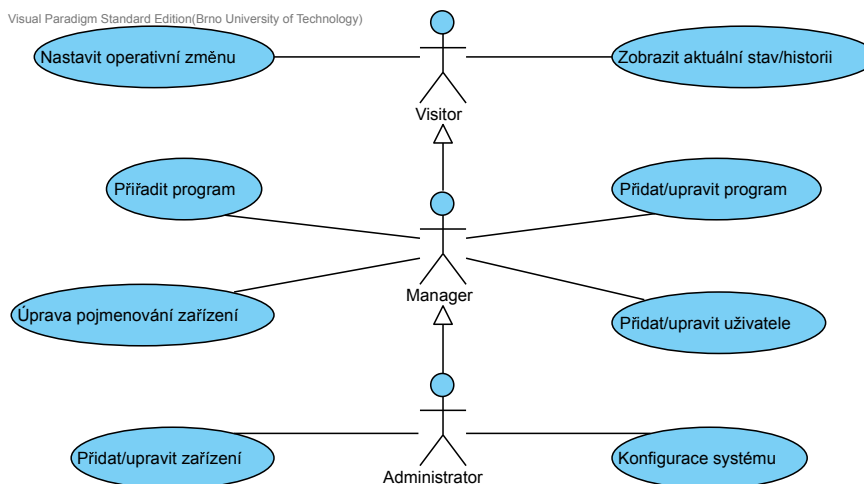 Visual Paradigm Standard Edition(Brno University of Technology)
Nastavit operativní změnu
Zobrazit aktuální stav/historii
Visitor
Přiřadit program
Přidat/upravit program
Manager
Úprava pojmenování zařízení
Přidat/upravit uživatele
Přidat/upravit zařízení
Konfigurace systému
Administrator